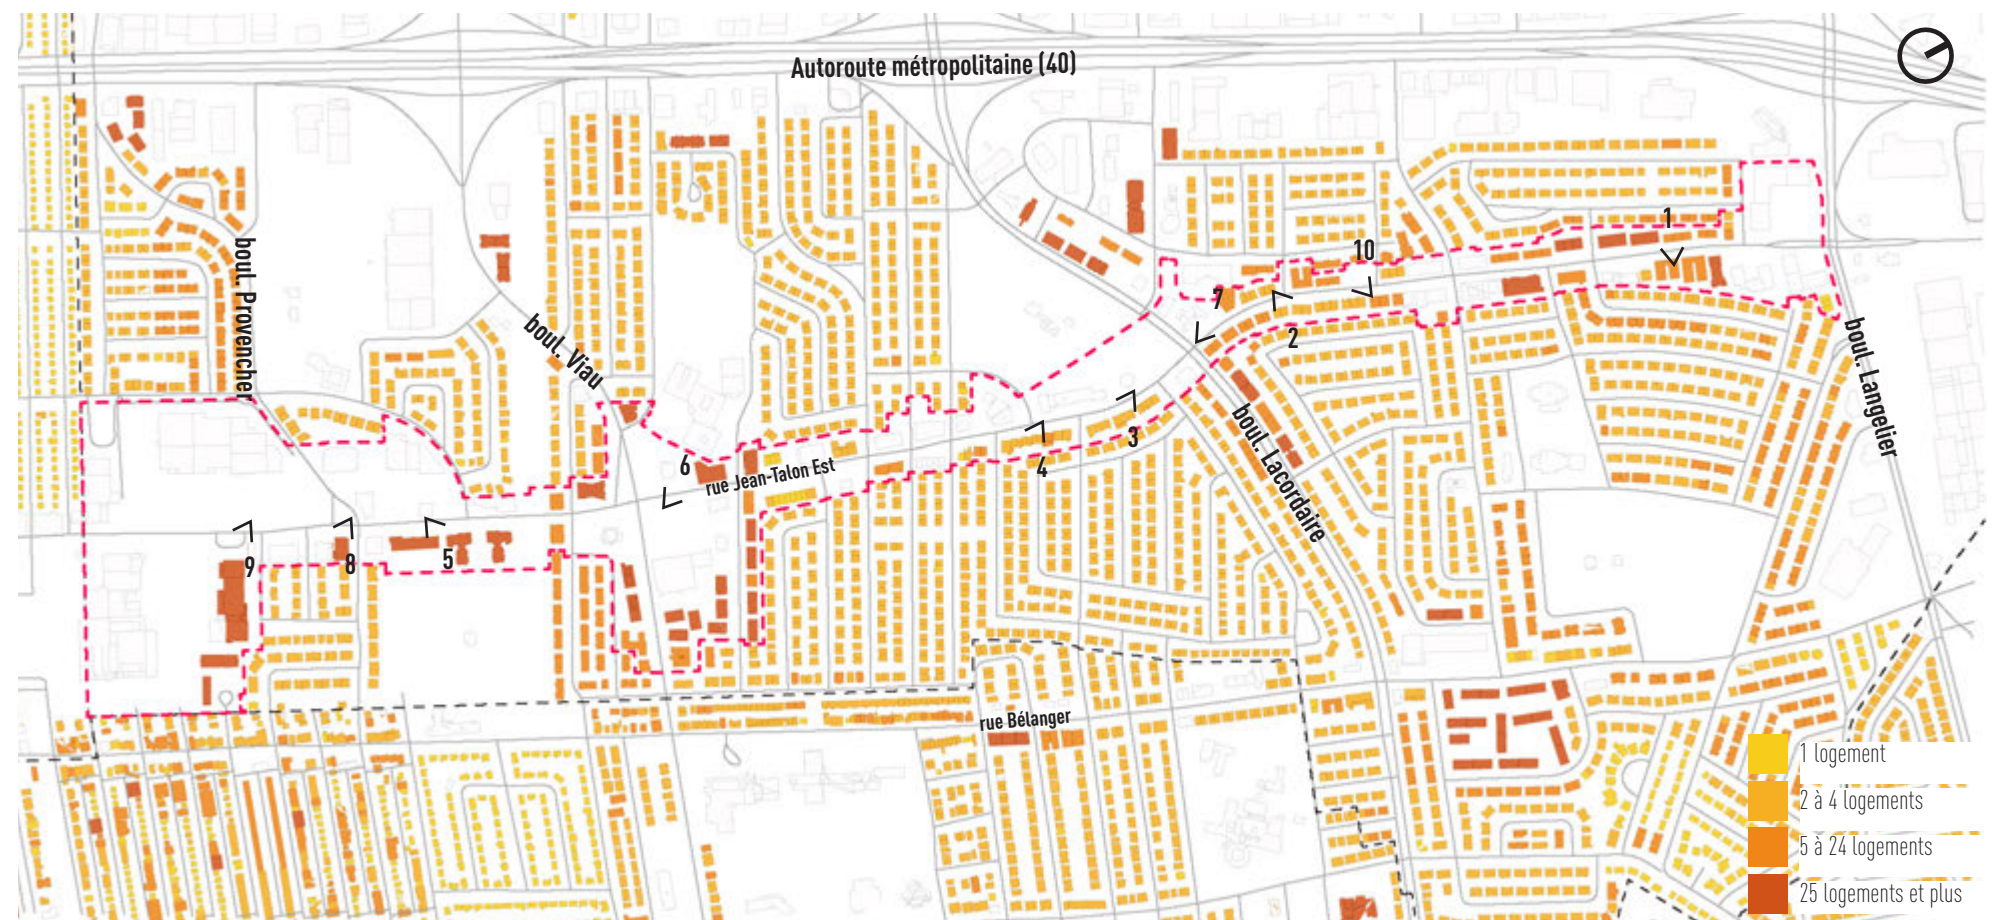 Autoroute métropolitaine (40)
1
10
boul. Provencher
7
boul. Viau
2
boul. Langelier
3
boul. Lacordaire
4
6
rue Jean-Talon Est
9
8
5
rue Bélanger
1 logement
2 à 4 logements
5 à 24 logements
25 logements et plus